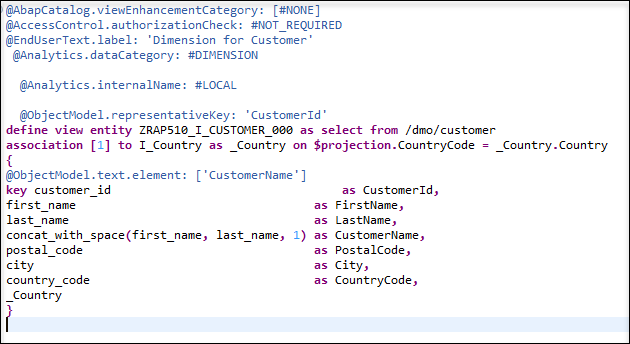 @AbapCatalog.viewEnhancementCategory: [#NONE]
@AccessControl.authorizationCheck: #NOT_REQUIRED
@EndUserText.label: 'Dimension for Customer'
@Analytics.dataCategory: #DIMENSION
@Analytics.internalName: #LOCAL
@ObjectModel.representativeKey: 'CustomerId'
define view entity ZRAP510_I_CUSTOMER_000 as select from /dmo/customer
association [1] to I_Country as _Country on $projection.CountryCode = _Country.Country
{
@ObjectModel.text.element: ['CustomerName']
key customer_id as CustomerId,
first_name as FirstName,
last_name as LastName,
concat_with_space(first_name, last_name, 1) as CustomerName,
postal_code as PostalCode,
city as City,
country_code as CountryCode,
_Country
}